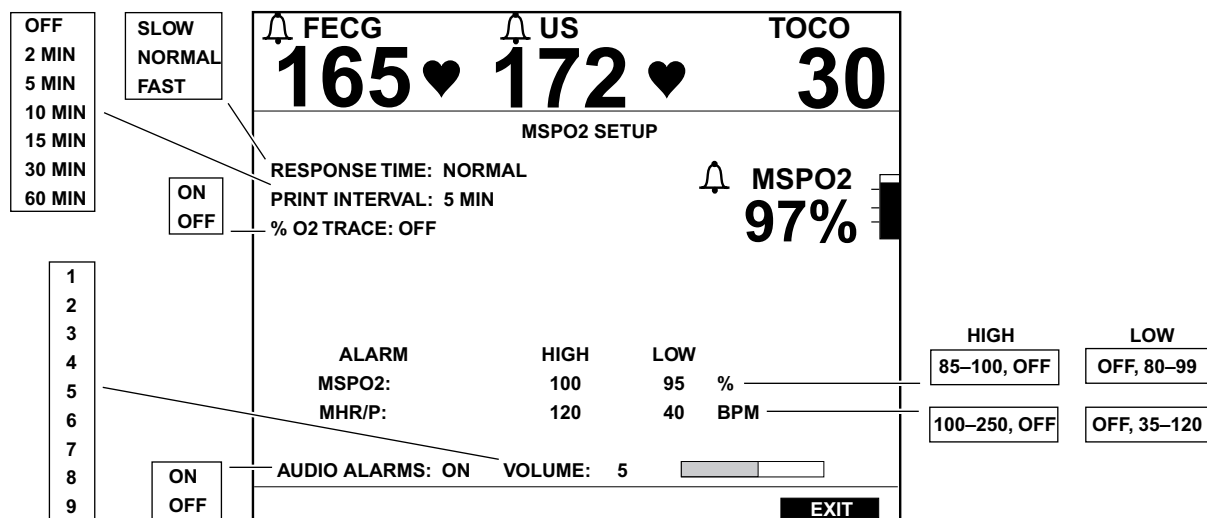 OFF
2 MIN
5 MIN
10 MIN
15 MIN
30 MIN
60 MIN
SLOW
NORMAL
FAST
ON
OFF
1
2
3
4
5
6
7
8
9
ON
OFF
FECG US TOCO
165 172 30
MSPO2 SETUP
RESPONSE TIME: NORMAL
PRINT INTERVAL: 5 MIN
% O2 TRACE: OFF
MSPO2
97%
ALARM HIGH LOW
MSPO2: 100 95 %
MHR/P: 120 40 BPM
AUDIO ALARMS: ON VOLUME: 5
EXIT
HIGH LOW
85–100, OFF OFF, 80–99
100–250, OFF OFF, 35–120